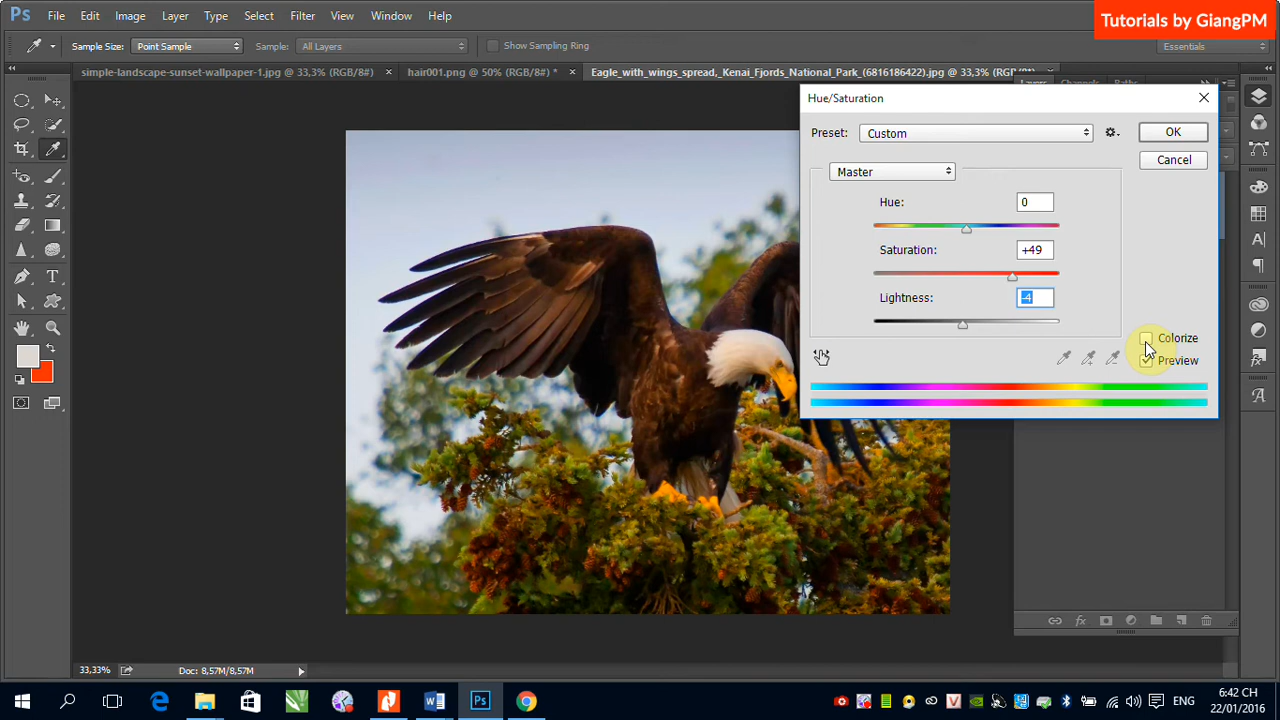 Ps File Edit Image Layer Type Select Filter View Window Help
Tutorials by GiangPM
Sample Size: Point Sample Sample: All Layers Show Sampling Ring Essentials
simple-landscape-sunset-wallpaper-1.jpg @ 33,3% (RGB/8#) × hair001.png @ 50% (RGB/8#) * × Eagle_with_wings_spread,_Kenai_Fjords_National_Park_(6816186422).jpg @ 33,3% (RGB/8#) * ×
Layers Channels Paths
Hue/Saturation
Preset: Custom OK
Cancel
Master
Hue: 0
Saturation: +49
Lightness: -4
Colorize
Preview
33,33% Doc: 8,57M/8,57M
Ps
ENG
6:42 CH
22/01/2016